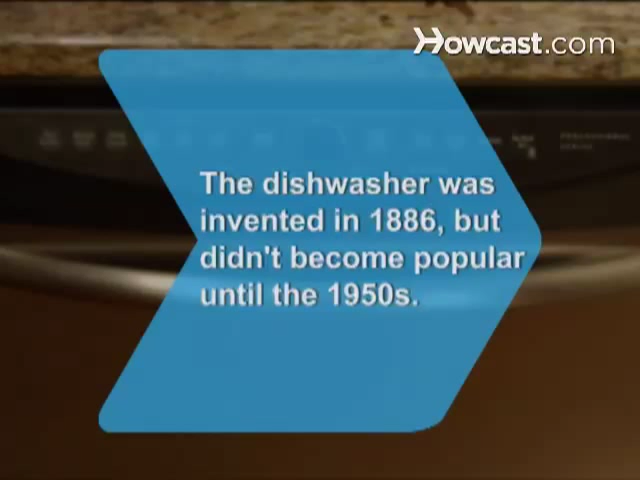 Howcast.com
The dishwasher was
invented in 1886, but
didn't become popular
until the 1950s.